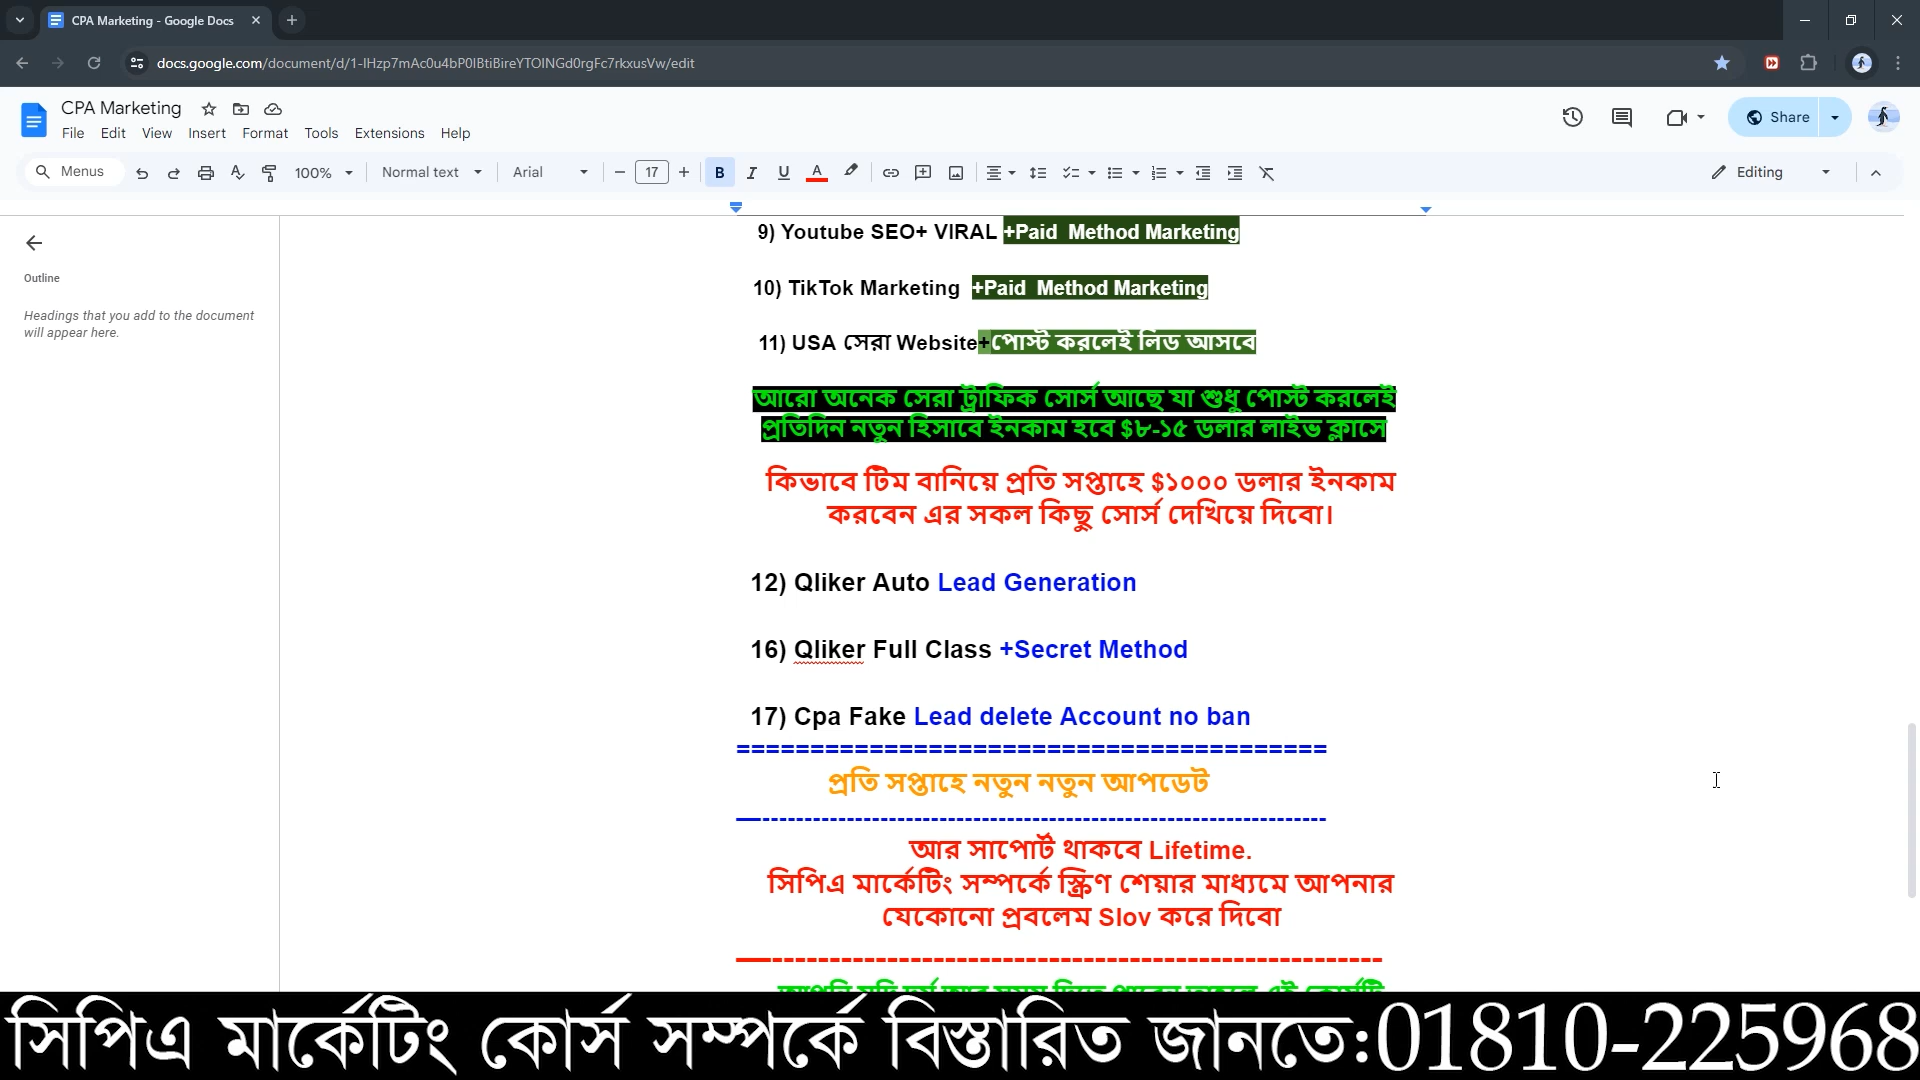 CPA Marketing - Google Docs
docs.google.com/document/d/1-IHzp7mAc0u4bP0IBtiBireYTOINGd0rgFc7rkxusVw/edit
CPA Marketing
Share
File Edit View Insert Format Tools Extensions Help
Menus 100% Normal text Arial 17 B I U A Editing
Outline
Headings that you add to the document
will appear here.
9) Youtube SEO+ VIRAL +Paid Method Marketing
10) TikTok Marketing +Paid Method Marketing
11) USA সেরা Website+পোস্ট করলেই লিড আসবে
আরো অনেক সেরা ট্রাফিক সোর্স আছে যা শুধু পোস্ট করলেই
প্রতিদিন নতুন হিসাবে ইনকাম হবে $৮-১৫ ডলার লাইভ ক্লাসে
কিভাবে টিম বানিয়ে প্রতি সপ্তাহে $১০০০ ডলার ইনকাম
করবেন এর সকল কিছু সোর্স দেখিয়ে দিবো।
12) Qliker Auto Lead Generation
16) Qliker Full Class +Secret Method
17) Cpa Fake Lead delete Account no ban
========================================
প্রতি সপ্তাহে নতুন নতুন আপডেট
—-----------------------------------------------------------------
আর সাপোর্ট থাকবে Lifetime.
সিপিএ মার্কেটিং সম্পর্কে স্ক্রিণ শেয়ার মাধ্যমে আপনার
যেকোনো প্রবলেম Slov করে দিবো
—-----------------------------------------------------
সিপিএ মার্কেটিং কোর্স সম্পর্কে বিস্তারিত জানতে:01810-225968